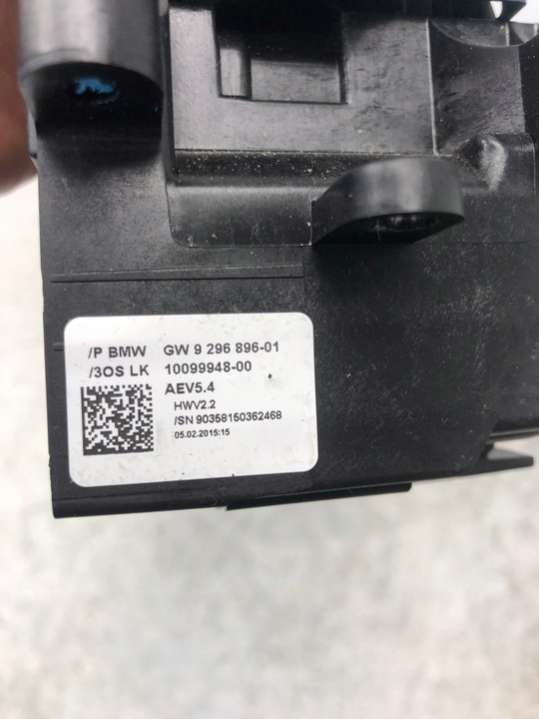 /P BMW GW 9 296 896-01
/3OS LK 10099948-00
AEV5.4
HWV2.2
/SN 90358150362468
05.02.2015:15